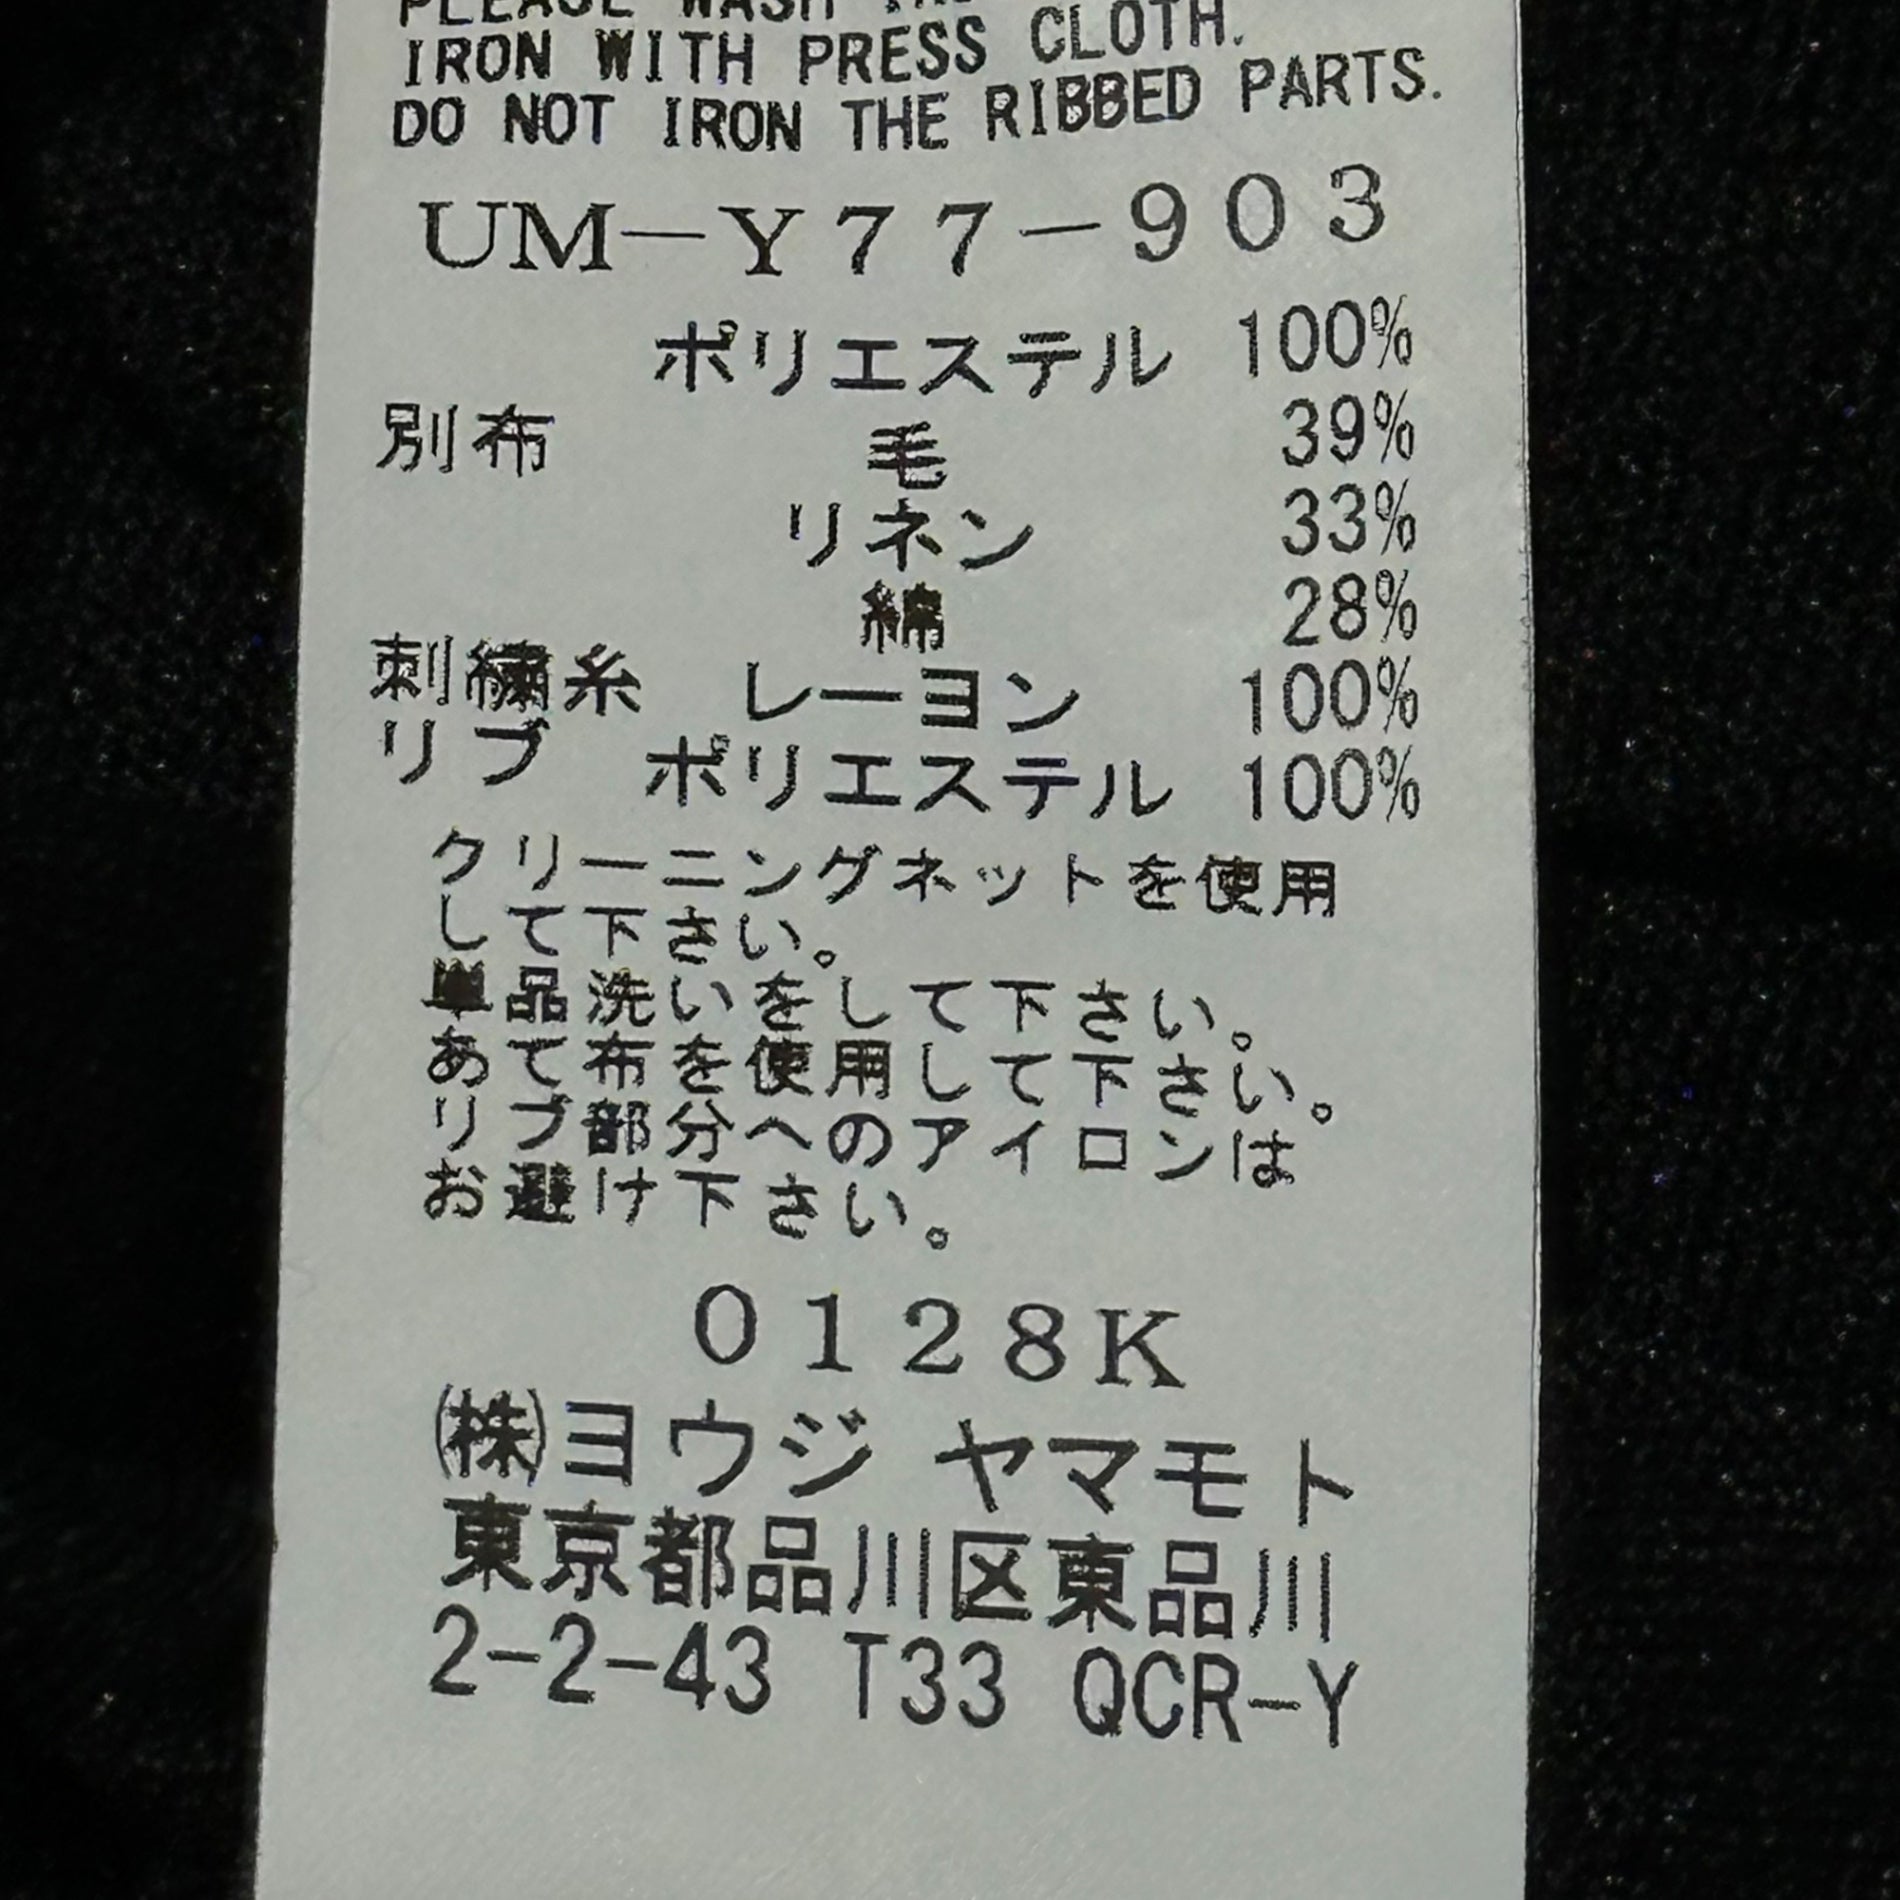 PLEASE WASH
IRON WITH PRESS CLOTH.
DO NOT IRON THE RIBBED PARTS.
UM-Y77-903
ポリエステル 100%
別布 毛 39%
リネン 33%
綿 28%
刺繍糸 レーヨン 100%
リブ ポリエステル 100%
クリーニングネットを使用
して下さい。
単品洗いをして下さい。
あて布を使用して下さい。
リブ部分へのアイロンは
お避け下さい。
0128K
㈱ヨウジ ヤマモト
東京都品川区東品川
2-2-43 T33 QCR-Y